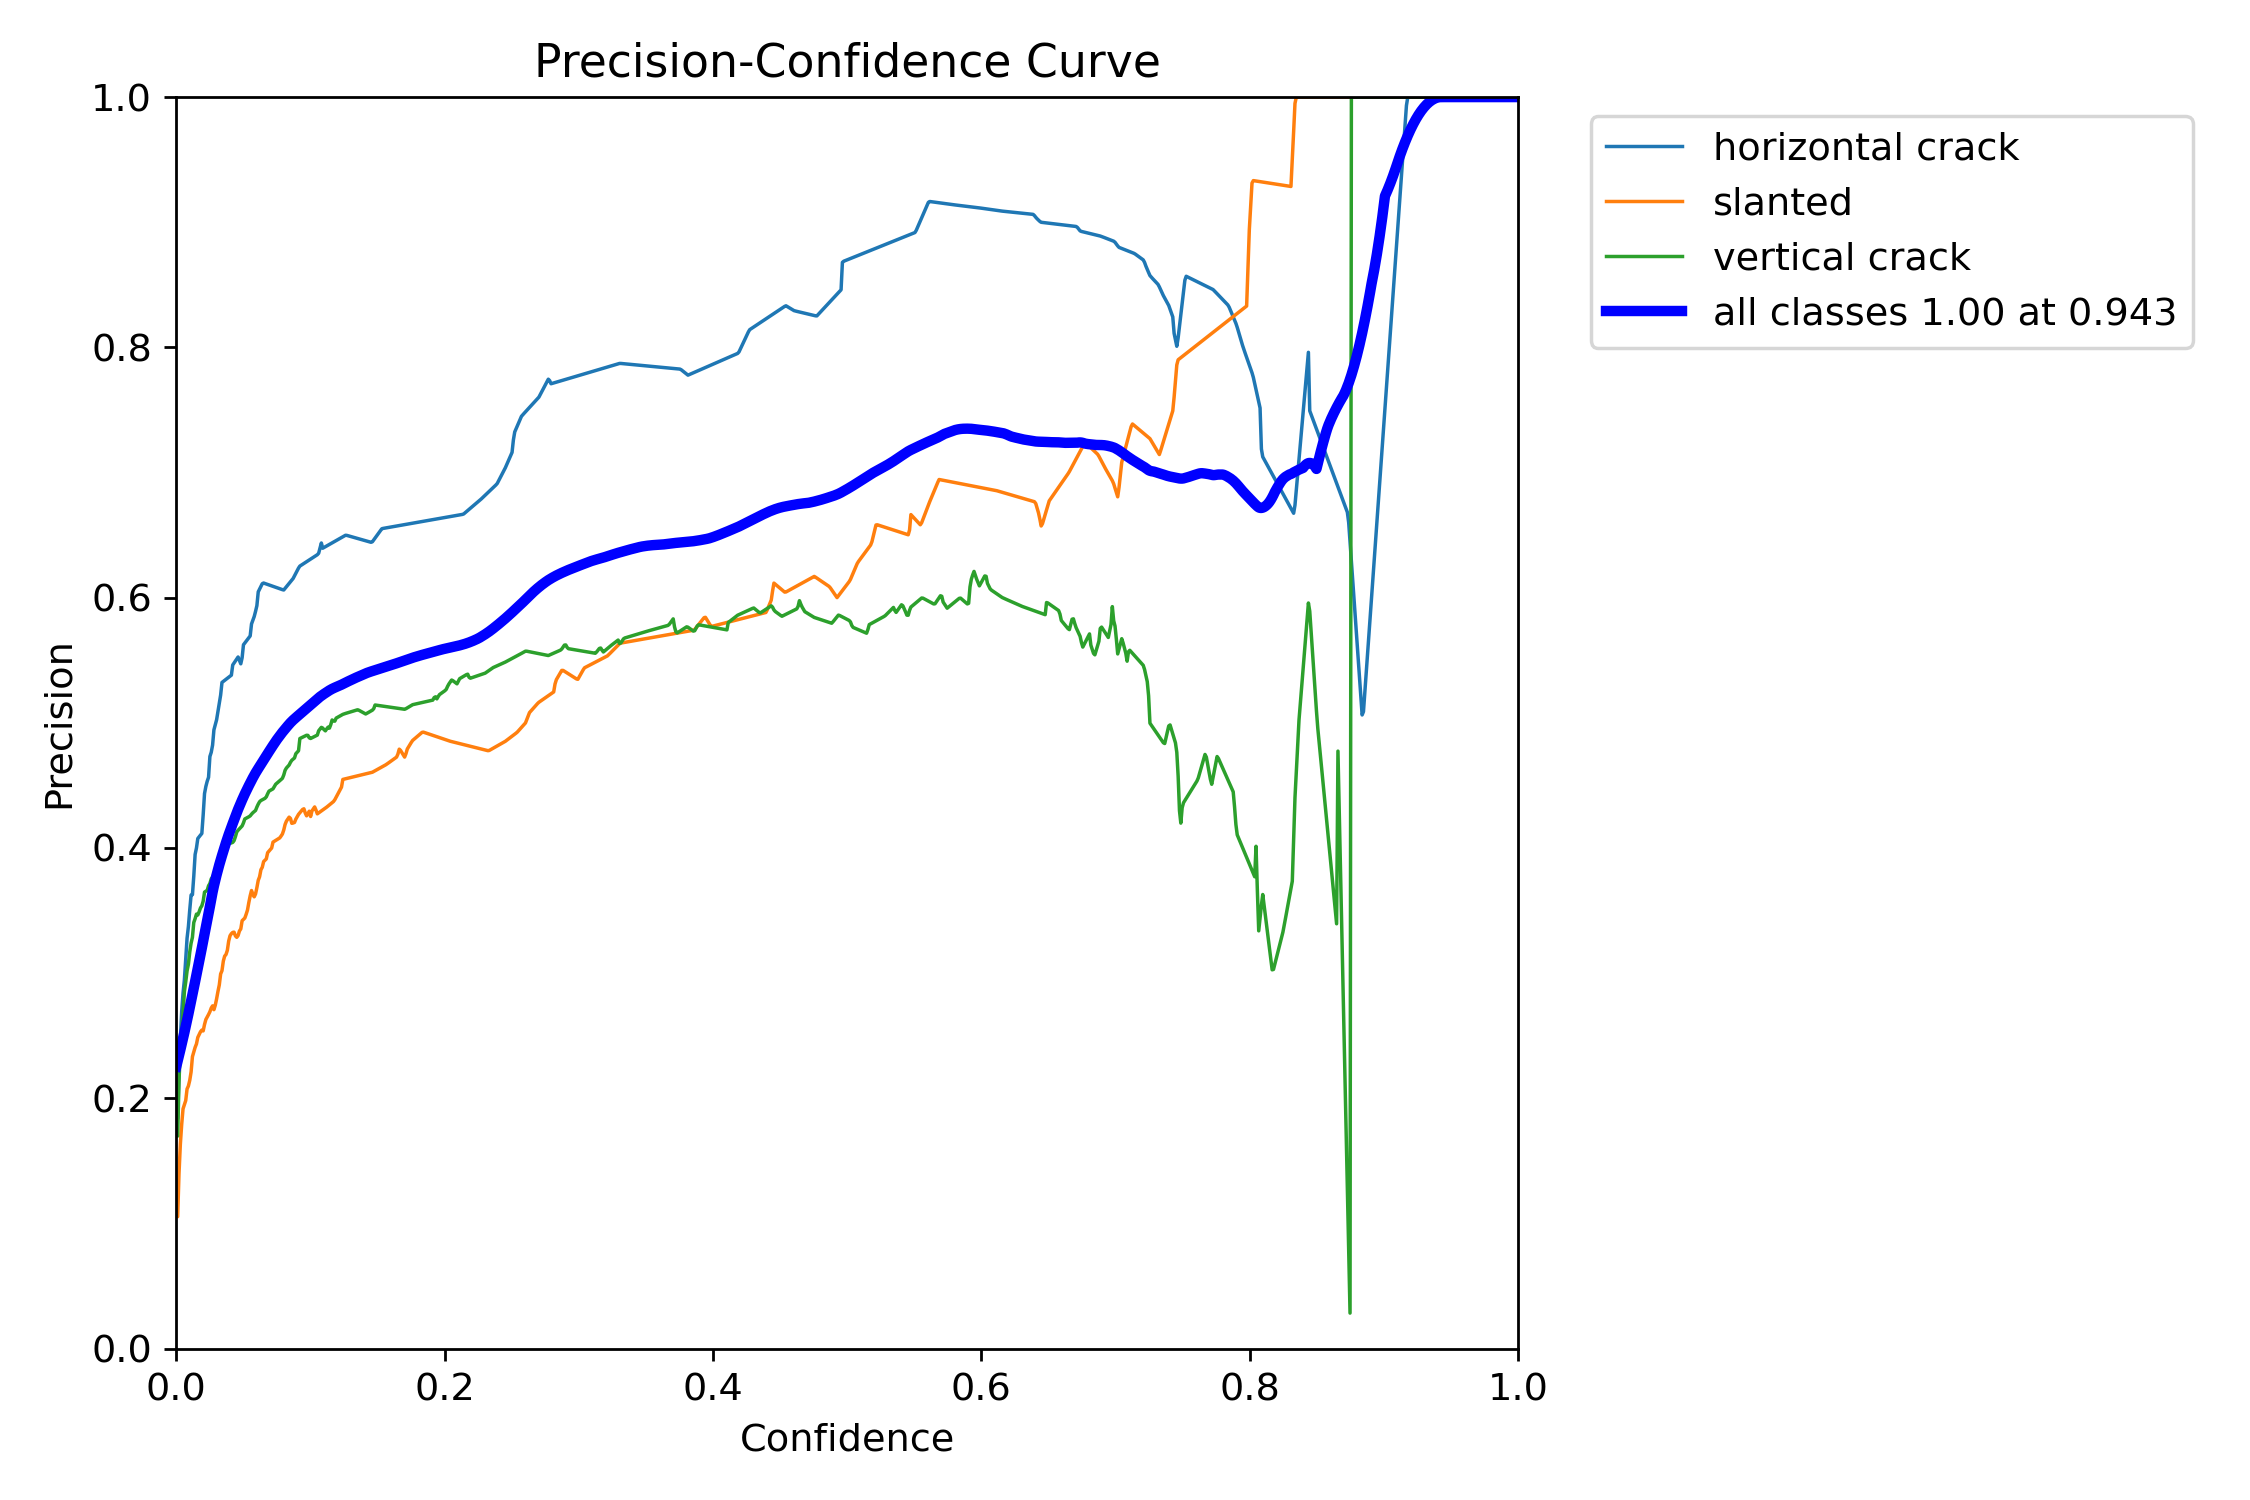 Precision-Confidence Curve
1.0
0.8
0.6
0.4
0.2
0.0
Precision
0.0 0.2 0.4 0.6 0.8 1.0
Confidence
horizontal crack
slanted
vertical crack
all classes 1.00 at 0.943